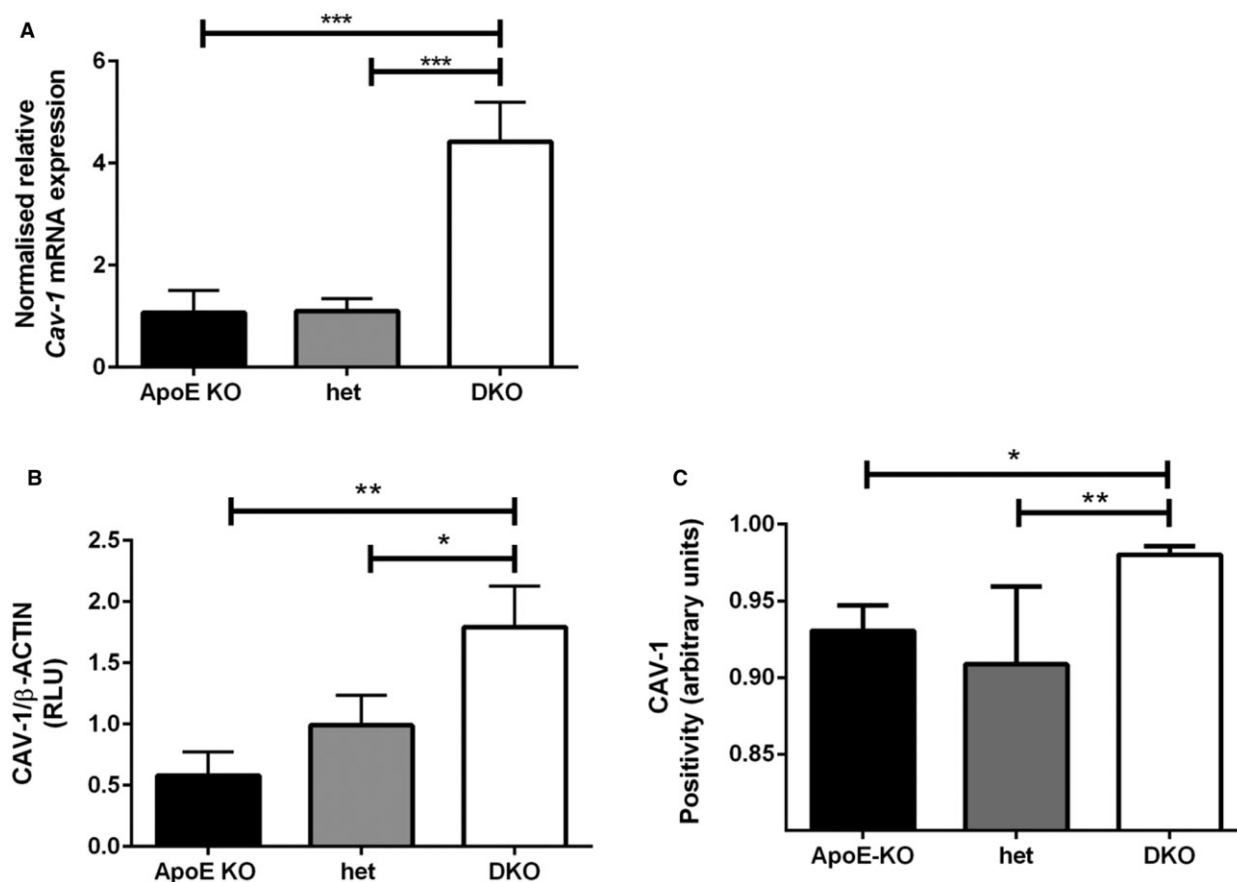 A
***
***
Normalised relative
Cav-1 mRNA expression
6
4
2
0
ApoE KO het DKO
B
**
*
CAV-1/β-ACTIN
(RLU)
2.5
2.0
1.5
1.0
0.5
0.0
ApoE KO het DKO
C
*
**
CAV-1
Positivity (arbitrary units)
1.00
0.95
0.90
0.85
ApoE-KO het DKO